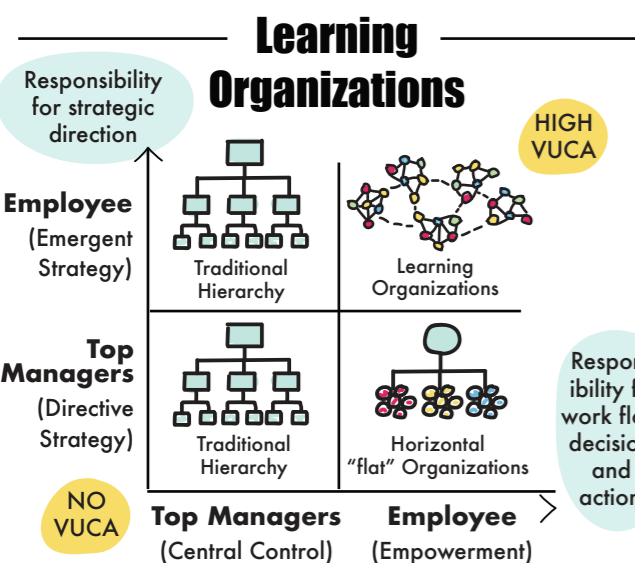 Learning
Organizations
Responsibility
for strategic
direction
HIGH
VUCA
Employee
(Emergent
Strategy)
Traditional
Hierarchy
Learning
Organizations
Top
Managers
(Directive
Strategy)
Traditional
Hierarchy
Horizontal
“flat” Organizations
and
NO
VUCA
Top Managers
(Central Control)
Employee
(Empowerment)